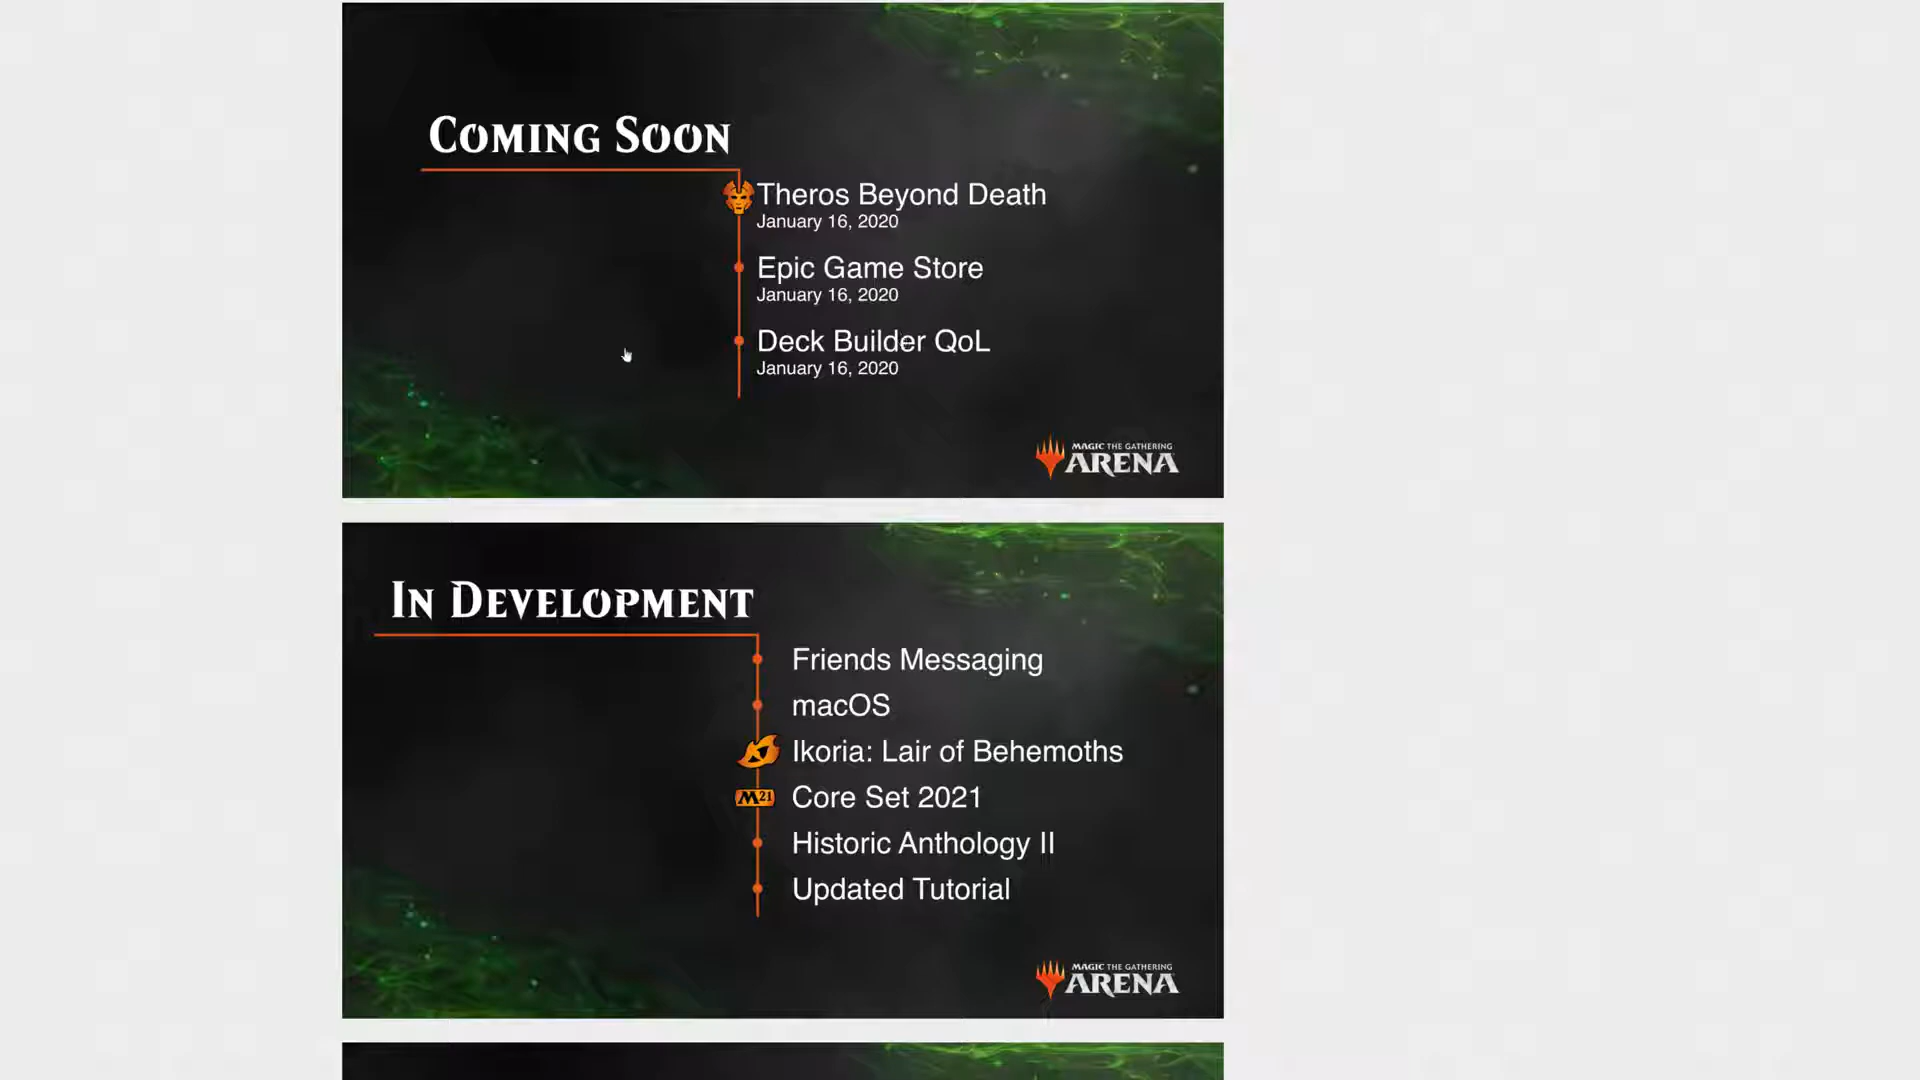 Coming Soon
Theros Beyond Death
January 16, 2020
Epic Game Store
January 16, 2020
Deck Builder QoL
January 16, 2020
MAGIC THE GATHERING
ARENA
In Development
Friends Messaging
macOS
Ikoria: Lair of Behemoths
M21 Core Set 2021
Historic Anthology II
Updated Tutorial
MAGIC THE GATHERING
ARENA